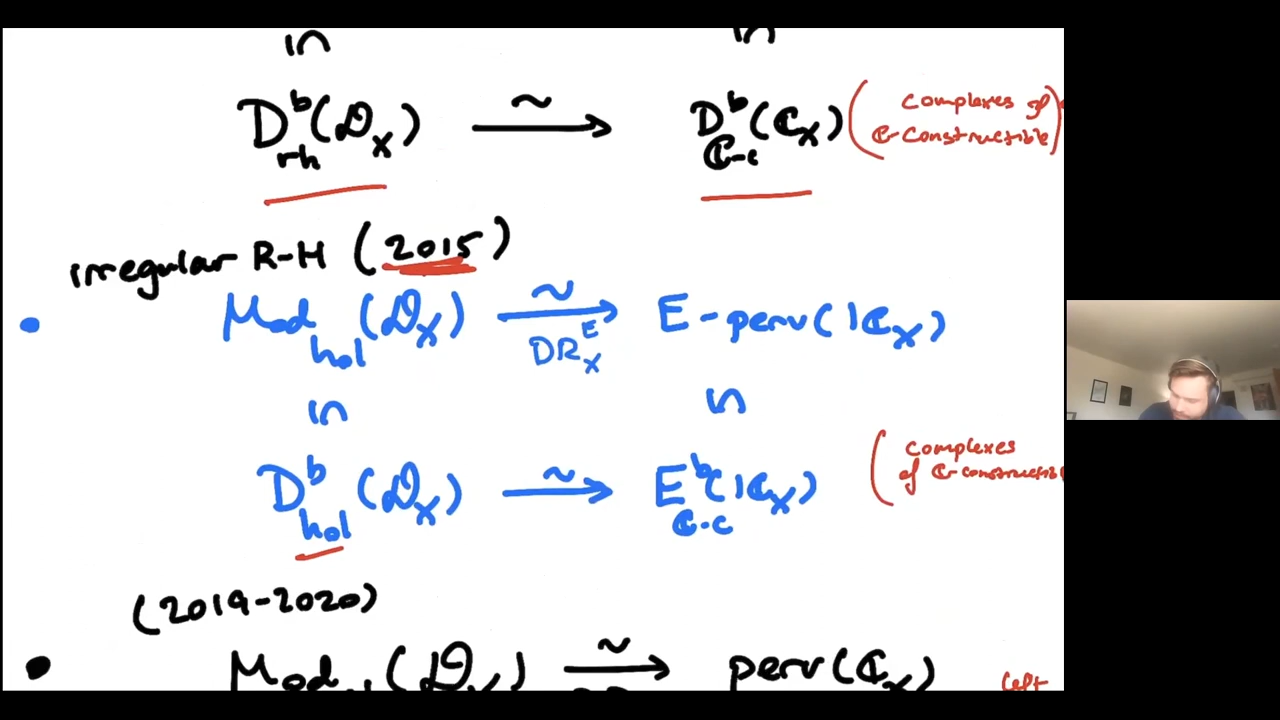 in in
D^b_rh(D_X) ~→ D^b_ℂ-c(ℂ_X) (complexes of
ℂ-constructible)
irregular R-H (2015)
• Mod_hol(D_X) ~→ DR^E_X E-perv(Iℂ_X)
in in
D^b_hol(D_X) ~→ E^b_ℂ-c(Iℂ_X) (complexes
of ℂ-constructible
(2019-2020)
• Mod (D_X) ~→ perv(ℂ_X) left